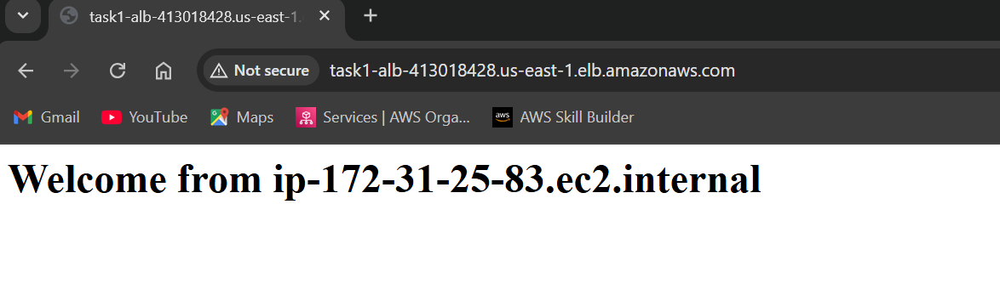 task1-alb-413018428.us-east-1.
Not secure task1-alb-413018428.us-east-1.elb.amazonaws.com
Gmail YouTube Maps Services | AWS Orga... aws AWS Skill Builder
Welcome from ip-172-31-25-83.ec2.internal